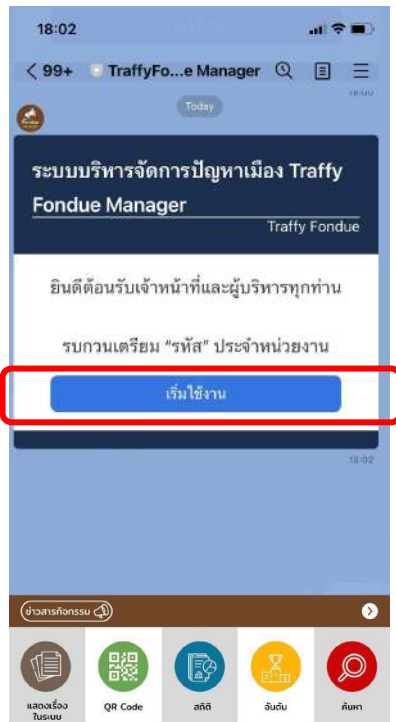 18:02
99+ TraffyFo...e Manager
18:00
Today
ระบบบริหารจัดการปัญหาเมือง Traffy
Fondue Manager
Traffy Fondue
ยินดีต้อนรับเจ้าหน้าที่และผู้บริหารทุกท่าน
รบกวนเตรียม “รหัส” ประจำหน่วยงาน
เริ่มใช้งาน
18:02
ข่าวสารกิจกรรม
แสดงเรื่อง
ในระบบ
QR Code
สถิติ
อันดับ
ค้นหา